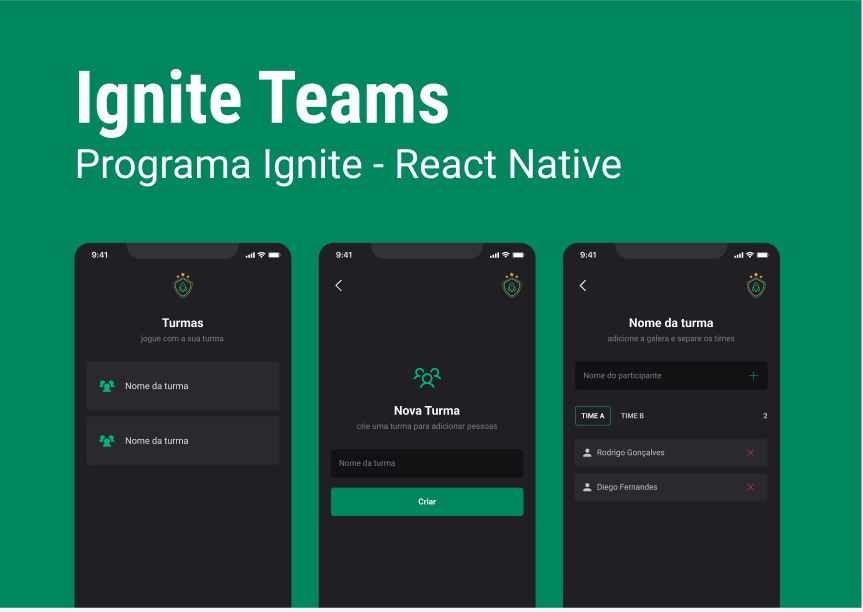 Ignite Teams
Programa Ignite - React Native
9:41
Turmas
jogue com a sua turma
Nome da turma
Nome da turma
9:41
Nova Turma
crie uma turma para adicionar pessoas
Nome da turma
Criar
9:41
Nome da turma
adicione a galera e separe os times
Nome do participante
TIME A TIME B 2
Rodrigo Gonçalves
Diego Fernandes